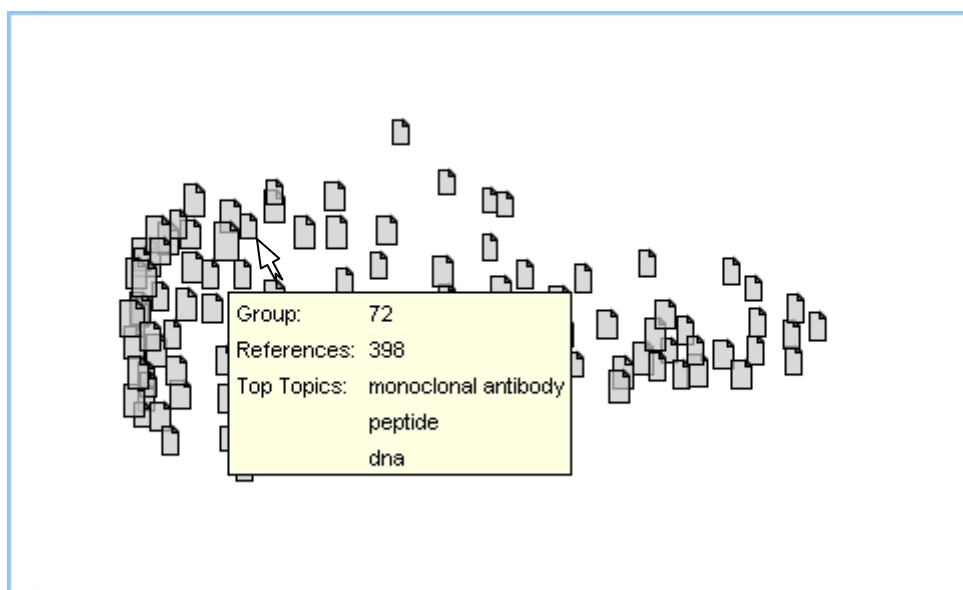 Group: 72
References: 398
Top Topics: monoclonal antibody
peptide
dna